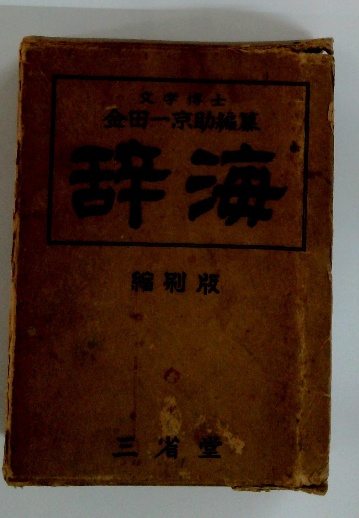 文学博士
金田一京助編纂
辞海
縮刷版
三省堂